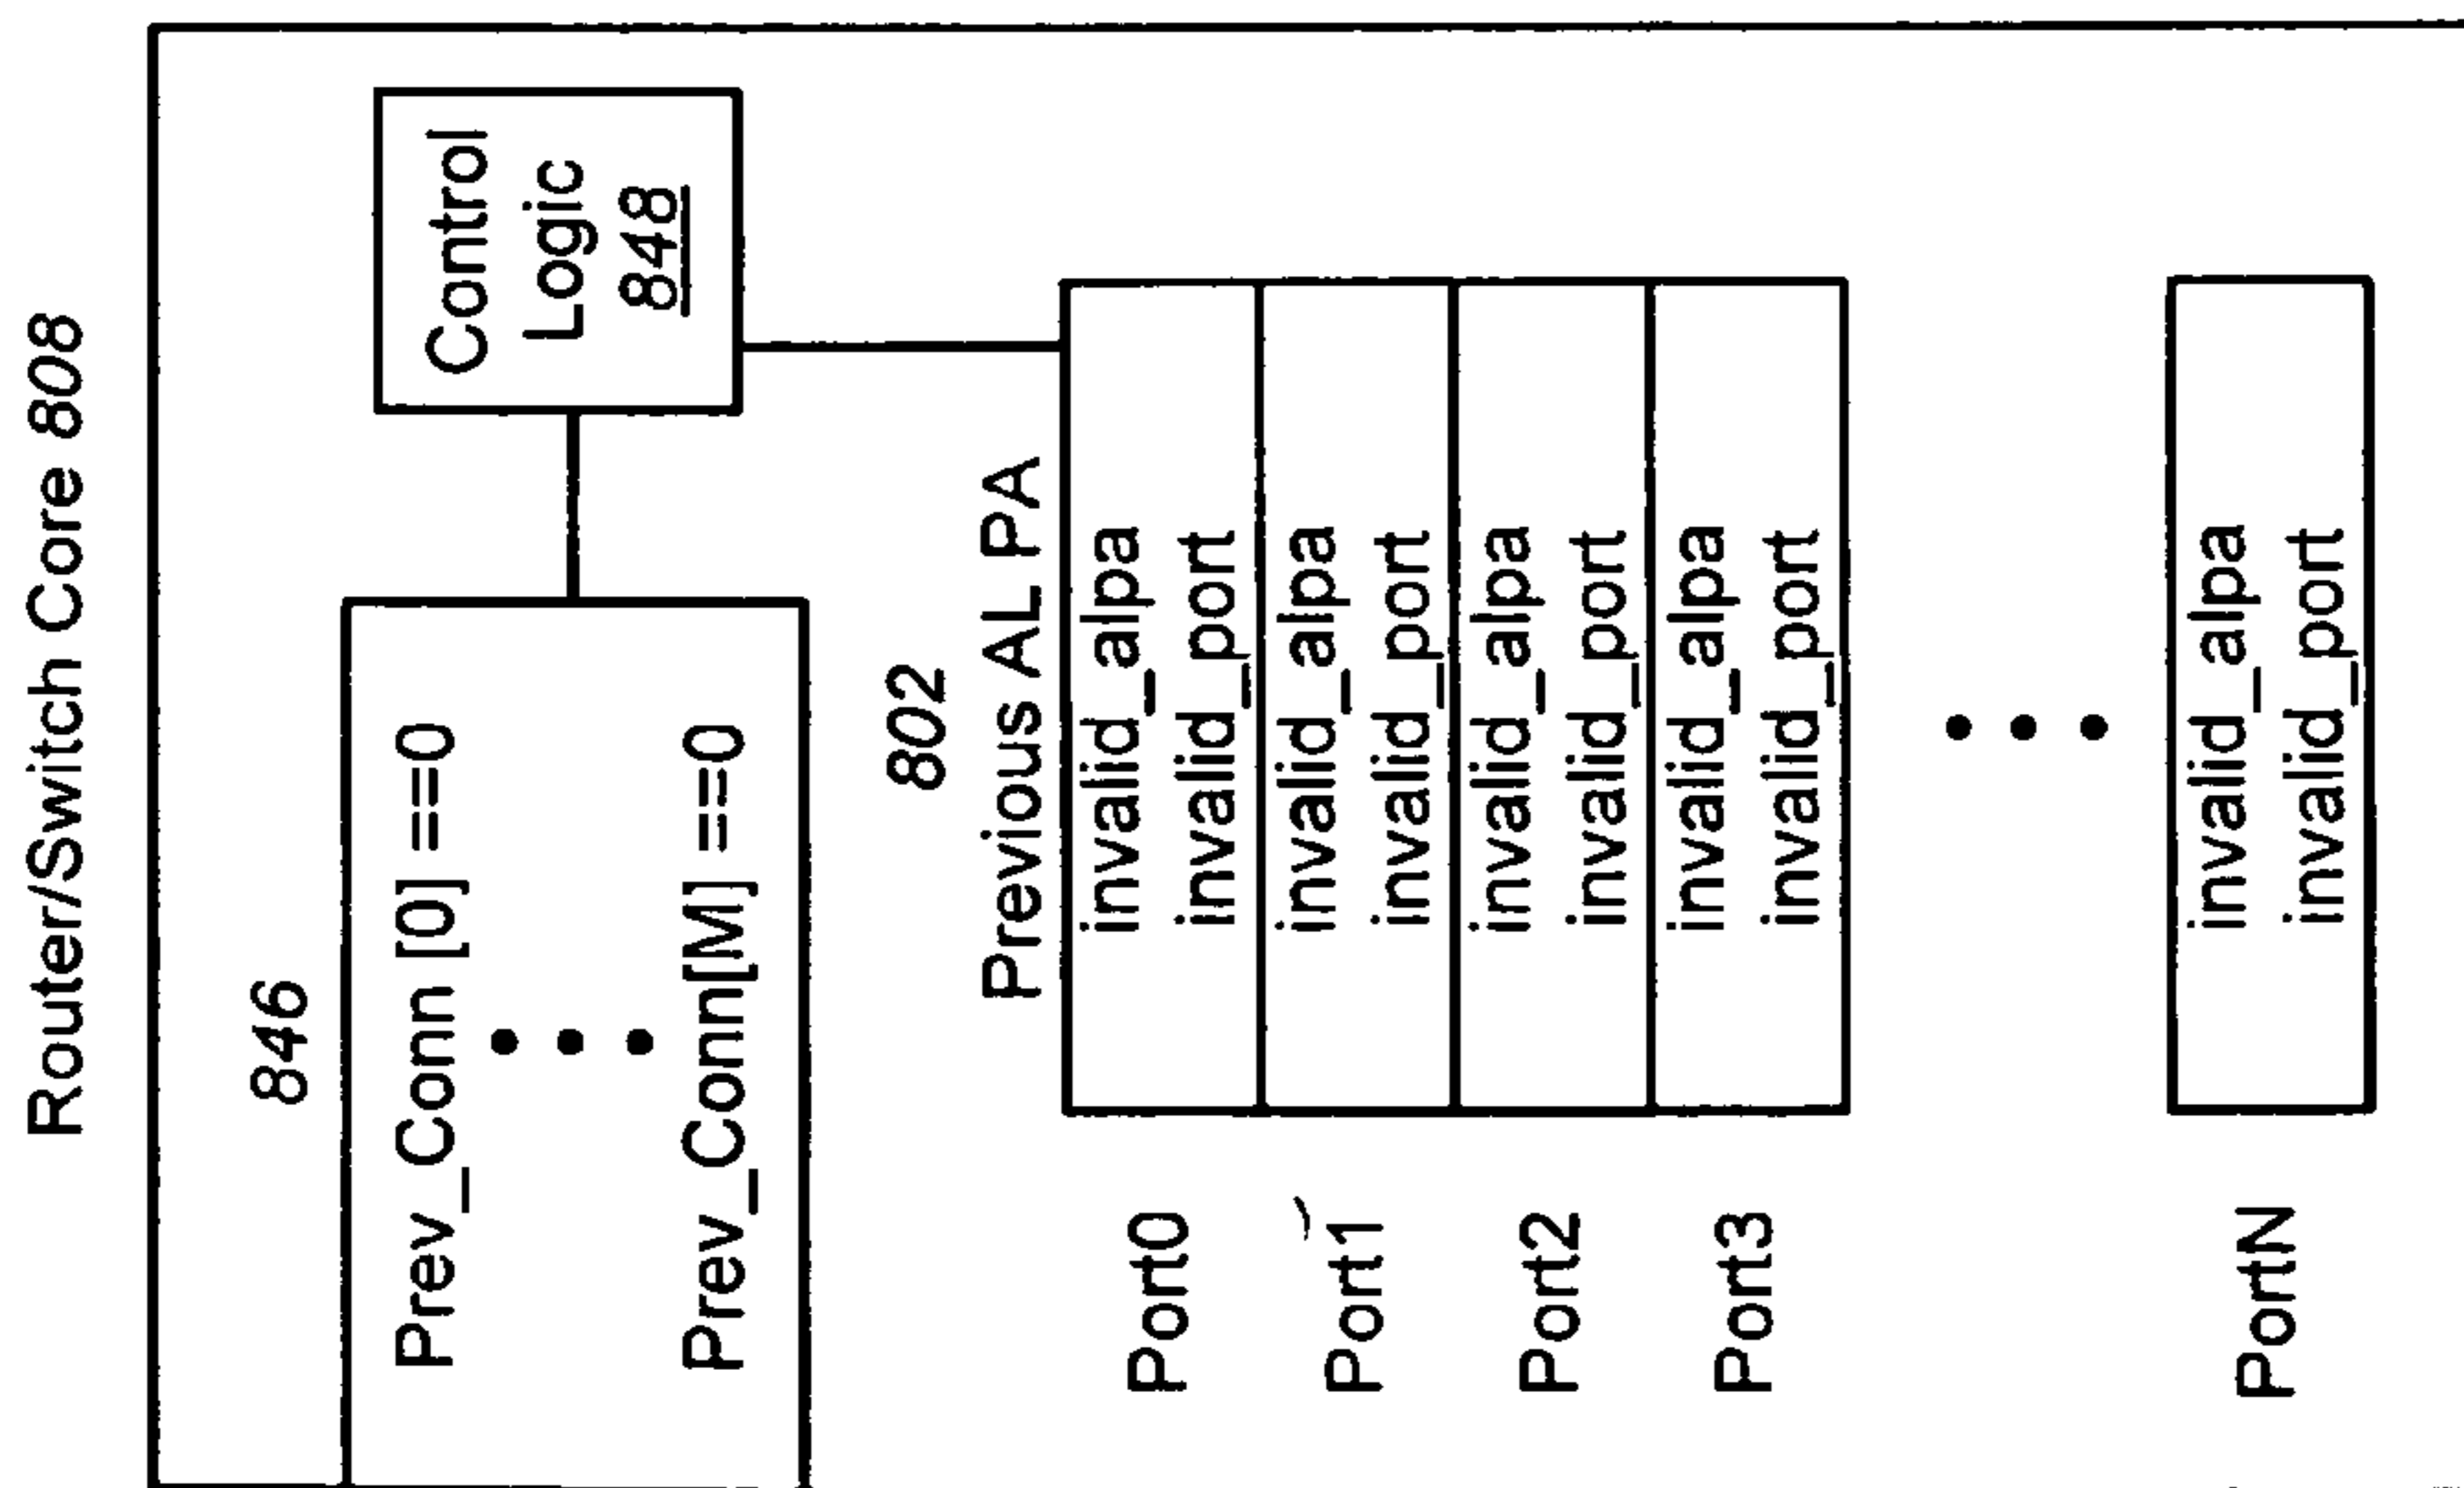 Router/Switch Core 808
846
Prev_Conn [0] ==0
Prev_Conn[M] ==0
Control
Logic
848
802
Previous AL PA
Port0
invalid_alpa
invalid_port
Port1
invalid_alpa
invalid_port
Port2
invalid_alpa
invalid_port
Port3
invalid_alpa
invalid_port
PortN
invalid_alpa
invalid_port